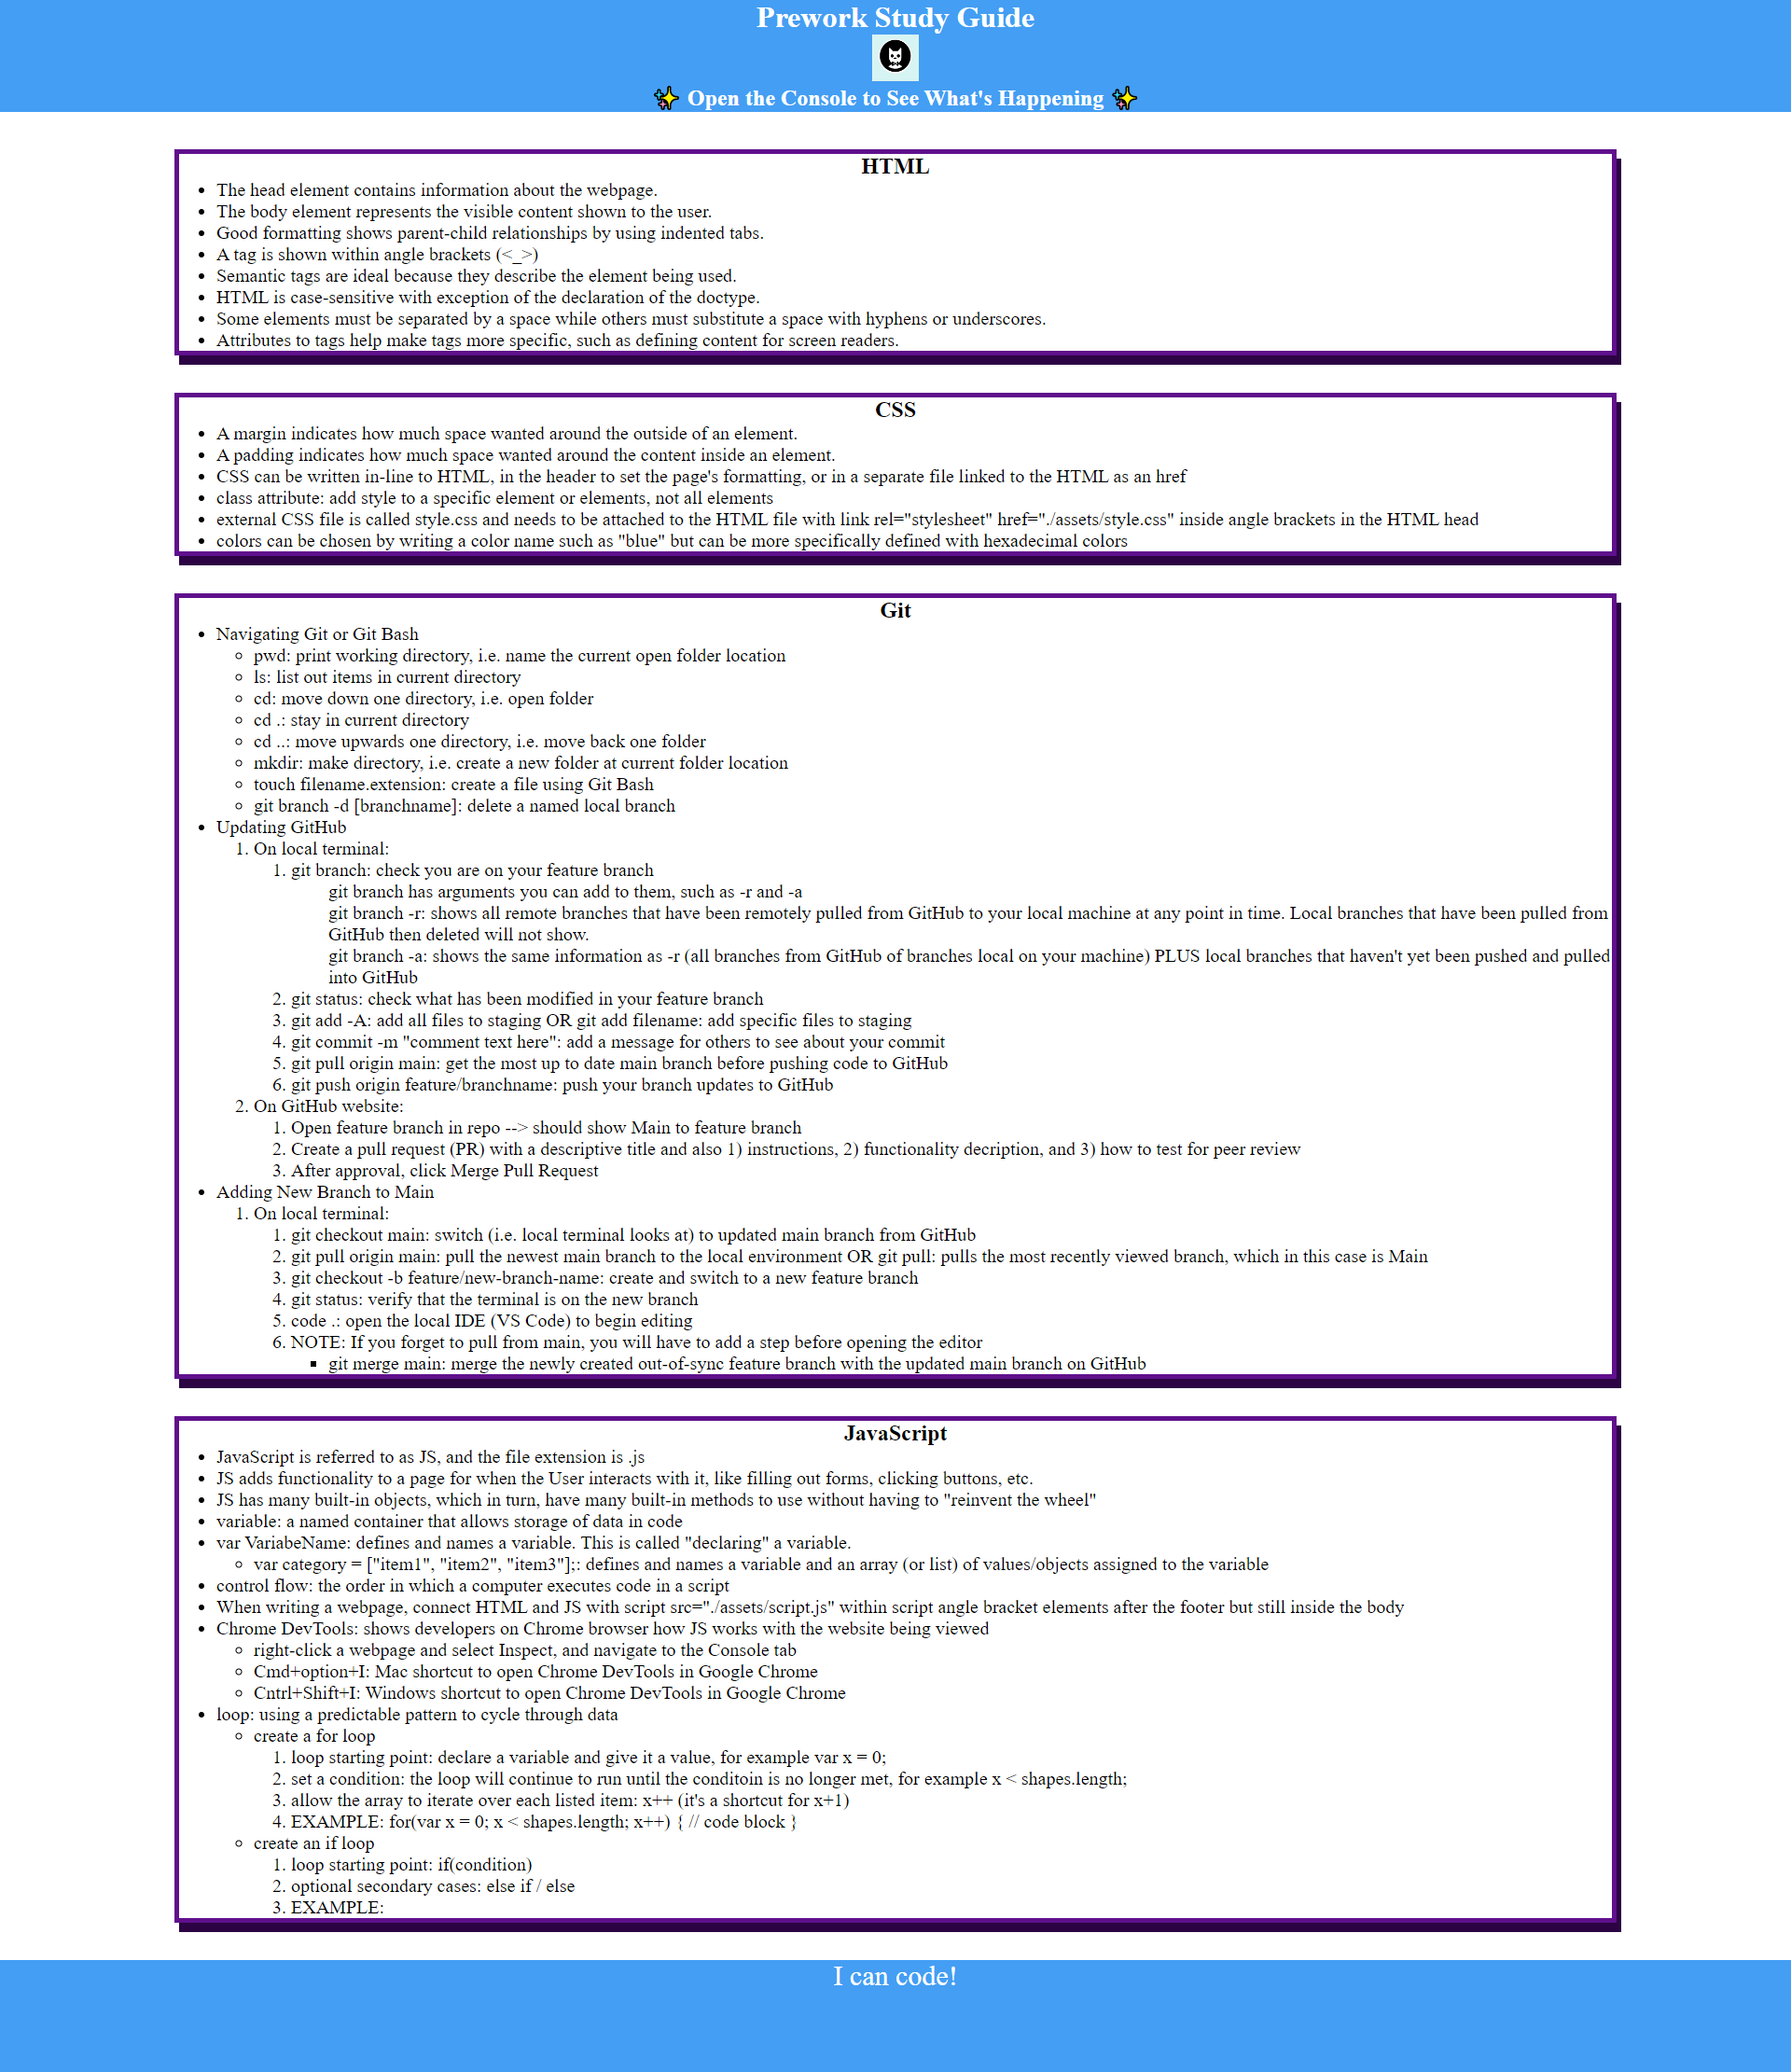 Prework Study Guide
✨ Open the Console to See What's Happening ✨
HTML
• The head element contains information about the webpage.
• The body element represents the visible content shown to the user.
• Good formatting shows parent-child relationships by using indented tabs.
• A tag is shown within angle brackets (<_>)
• Semantic tags are ideal because they describe the element being used.
• HTML is case-sensitive with exception of the declaration of the doctype.
• Some elements must be separated by a space while others must substitute a space with hyphens or underscores.
• Attributes to tags help make tags more specific, such as defining content for screen readers.
CSS
• A margin indicates how much space wanted around the outside of an element.
• A padding indicates how much space wanted around the content inside an element.
• CSS can be written in-line to HTML, in the header to set the page's formatting, or in a separate file linked to the HTML as an href
• class attribute: add style to a specific element or elements, not all elements
• external CSS file is called style.css and needs to be attached to the HTML file with link rel="stylesheet" href="./assets/style.css" inside angle brackets in the HTML head
• colors can be chosen by writing a color name such as "blue" but can be more specifically defined with hexadecimal colors
Git
• Navigating Git or Git Bash
◦ pwd: print working directory, i.e. name the current open folder location
◦ ls: list out items in current directory
◦ cd: move down one directory, i.e. open folder
◦ cd .: stay in current directory
◦ cd ..: move upwards one directory, i.e. move back one folder
◦ mkdir: make directory, i.e. create a new folder at current folder location
◦ touch filename.extension: create a file using Git Bash
◦ git branch -d [branchname]: delete a named local branch
• Updating GitHub
1. On local terminal:
1. git branch: check you are on your feature branch
git branch has arguments you can add to them, such as -r and -a
git branch -r: shows all remote branches that have been remotely pulled from GitHub to your local machine at any point in time. Local branches that have been pulled from
GitHub then deleted will not show.
git branch -a: shows the same information as -r (all branches from GitHub of branches local on your machine) PLUS local branches that haven't yet been pushed and pulled
into GitHub
2. git status: check what has been modified in your feature branch
3. git add -A: add all files to staging OR git add filename: add specific files to staging
4. git commit -m "comment text here": add a message for others to see about your commit
5. git pull origin main: get the most up to date main branch before pushing code to GitHub
6. git push origin feature/branchname: push your branch updates to GitHub
2. On GitHub website:
1. Open feature branch in repo --> should show Main to feature branch
2. Create a pull request (PR) with a descriptive title and also 1) instructions, 2) functionality decription, and 3) how to test for peer review
3. After approval, click Merge Pull Request
• Adding New Branch to Main
1. On local terminal:
1. git checkout main: switch (i.e. local terminal looks at) to updated main branch from GitHub
2. git pull origin main: pull the newest main branch to the local environment OR git pull: pulls the most recently viewed branch, which in this case is Main
3. git checkout -b feature/new-branch-name: create and switch to a new feature branch
4. git status: verify that the terminal is on the new branch
5. code .: open the local IDE (VS Code) to begin editing
6. NOTE: If you forget to pull from main, you will have to add a step before opening the editor
▪ git merge main: merge the newly created out-of-sync feature branch with the updated main branch on GitHub
JavaScript
• JavaScript is referred to as JS, and the file extension is .js
• JS adds functionality to a page for when the User interacts with it, like filling out forms, clicking buttons, etc.
• JS has many built-in objects, which in turn, have many built-in methods to use without having to "reinvent the wheel"
• variable: a named container that allows storage of data in code
• var VariabeName: defines and names a variable. This is called "declaring" a variable.
◦ var category = ["item1", "item2", "item3"];: defines and names a variable and an array (or list) of values/objects assigned to the variable
• control flow: the order in which a computer executes code in a script
• When writing a webpage, connect HTML and JS with script src="./assets/script.js" within script angle bracket elements after the footer but still inside the body
• Chrome DevTools: shows developers on Chrome browser how JS works with the website being viewed
◦ right-click a webpage and select Inspect, and navigate to the Console tab
◦ Cmd+option+I: Mac shortcut to open Chrome DevTools in Google Chrome
◦ Cntrl+Shift+I: Windows shortcut to open Chrome DevTools in Google Chrome
• loop: using a predictable pattern to cycle through data
◦ create a for loop
1. loop starting point: declare a variable and give it a value, for example var x = 0;
2. set a condition: the loop will continue to run until the conditoin is no longer met, for example x < shapes.length;
3. allow the array to iterate over each listed item: x++ (it's a shortcut for x+1)
4. EXAMPLE: for(var x = 0; x < shapes.length; x++) { // code block }
◦ create an if loop
1. loop starting point: if(condition)
2. optional secondary cases: else if / else
3. EXAMPLE:
I can code!